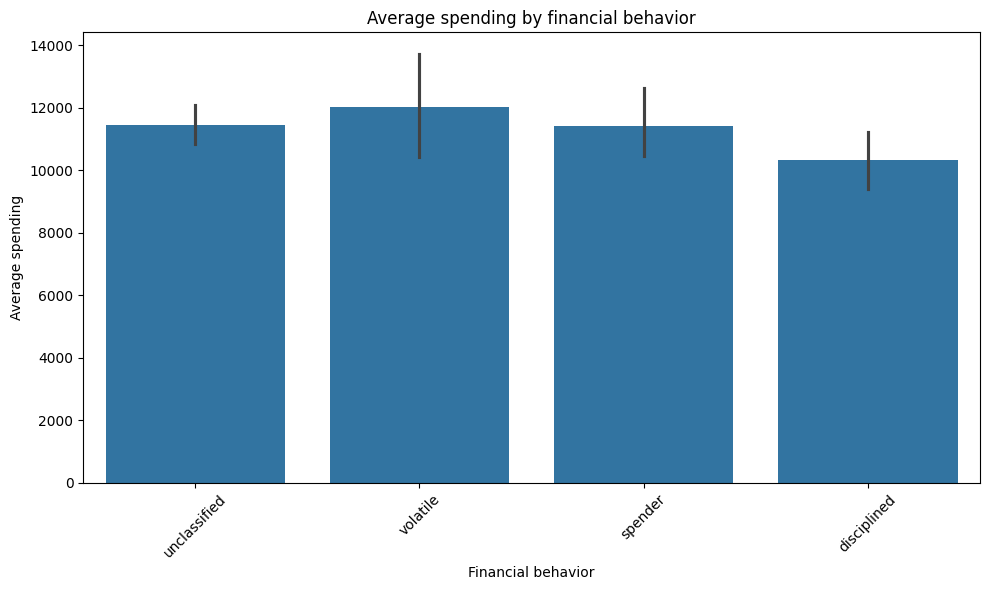 Average spending by financial behavior
Average spending
14000
12000
10000
8000
6000
4000
2000
0
unclassified
volatile
spender
disciplined
Financial behavior